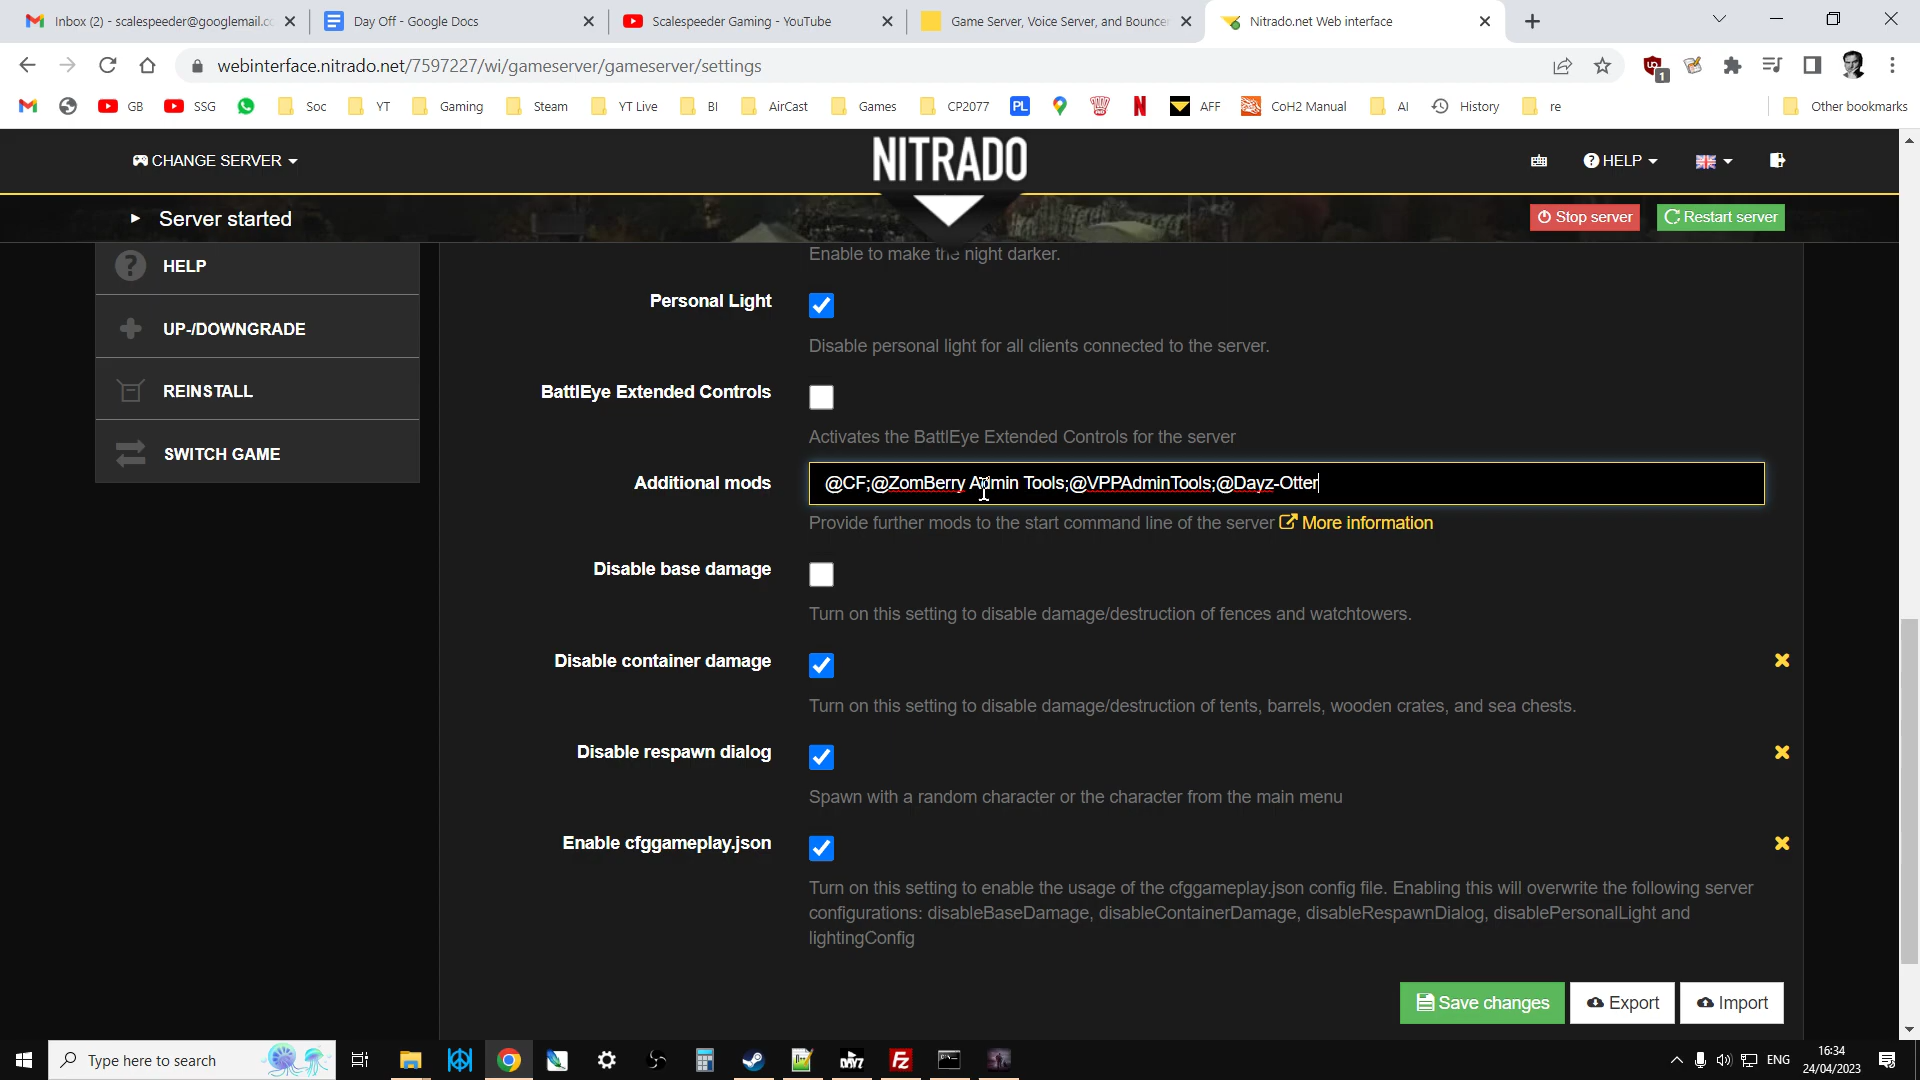 Inbox (2) - scalespeeder@googlemail.co
Day Off - Google Docs
Scalespeeder Gaming - YouTube
Game Server, Voice Server, and Bouncer
Nitrado.net Web interface
webinterface.nitrado.net/7597227/wi/gameserver/gameserver/settings
1
GB
SSG
Soc
YT
Gaming
Steam
YT Live
BI
AirCast
Games
CP2077
PL
N
AFF
CoH2 Manual
AI
History
re
Other bookmarks
CHANGE SERVER
NITRADO
HELP
Server started
Stop server
Restart server
HELP
UP-/DOWNGRADE
REINSTALL
SWITCH GAME
Enable to make the night darker.
Personal Light
Disable personal light for all clients connected to the server.
BattlEye Extended Controls
Activates the BattlEye Extended Controls for the server
Additional mods
@CF;@ZomBerry Admin Tools;@VPPAdminTools;@Dayz-Otter
Provide further mods to the start command line of the server More information
Disable base damage
Turn on this setting to disable damage/destruction of fences and watchtowers.
Disable container damage
Turn on this setting to disable damage/destruction of tents, barrels, wooden crates, and sea chests.
Disable respawn dialog
Spawn with a random character or the character from the main menu
Enable cfggameplay.json
Turn on this setting to enable the usage of the cfggameplay.json config file. Enabling this will overwrite the following server
configurations: disableBaseDamage, disableContainerDamage, disableRespawnDialog, disablePersonalLight and
lightingConfig
Save changes
Export
Import
Type here to search
DAYZ
FZ
ENG
16:34
24/04/2023